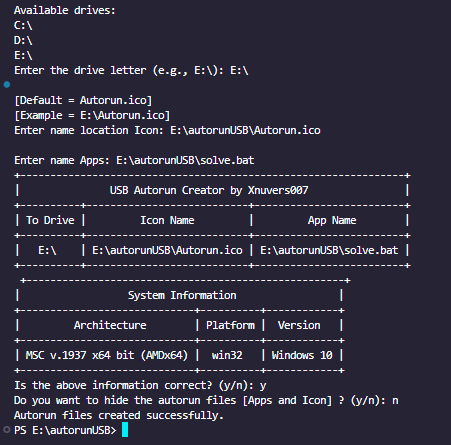 Available drives:
C:\
D:\
E:\
Enter the drive letter (e.g., E:\): E:\
[Default = Autorun.ico]
[Example = E:\Autorun.ico]
Enter name location Icon: E:\autorunUSB\Autorun.ico
Enter name Apps: E:\autorunUSB\solve.bat
+----------------------------------------------------------------+
| USB Autorun Creator by Xnuvers007 |
+----------+---------------------------+-------------------------+
| To Drive | Icon Name | App Name |
+----------+---------------------------+-------------------------+
| E:\ | E:\autorunUSB\Autorun.ico | E:\autorunUSB\solve.bat |
+----------+---------------------------+-------------------------+
+-----------------------------------------------------+
| System Information |
+-----------------------------+----------+------------+
| Architecture | Platform | Version |
+-----------------------------+----------+------------+
| MSC v.1937 x64 bit (AMDx64) | win32 | Windows 10 |
+-----------------------------+----------+------------+
Is the above information correct? (y/n): y
Do you want to hide the autorun files [Apps and Icon] ? (y/n): n
Autorun files created successfully.
PS E:\autorunUSB>